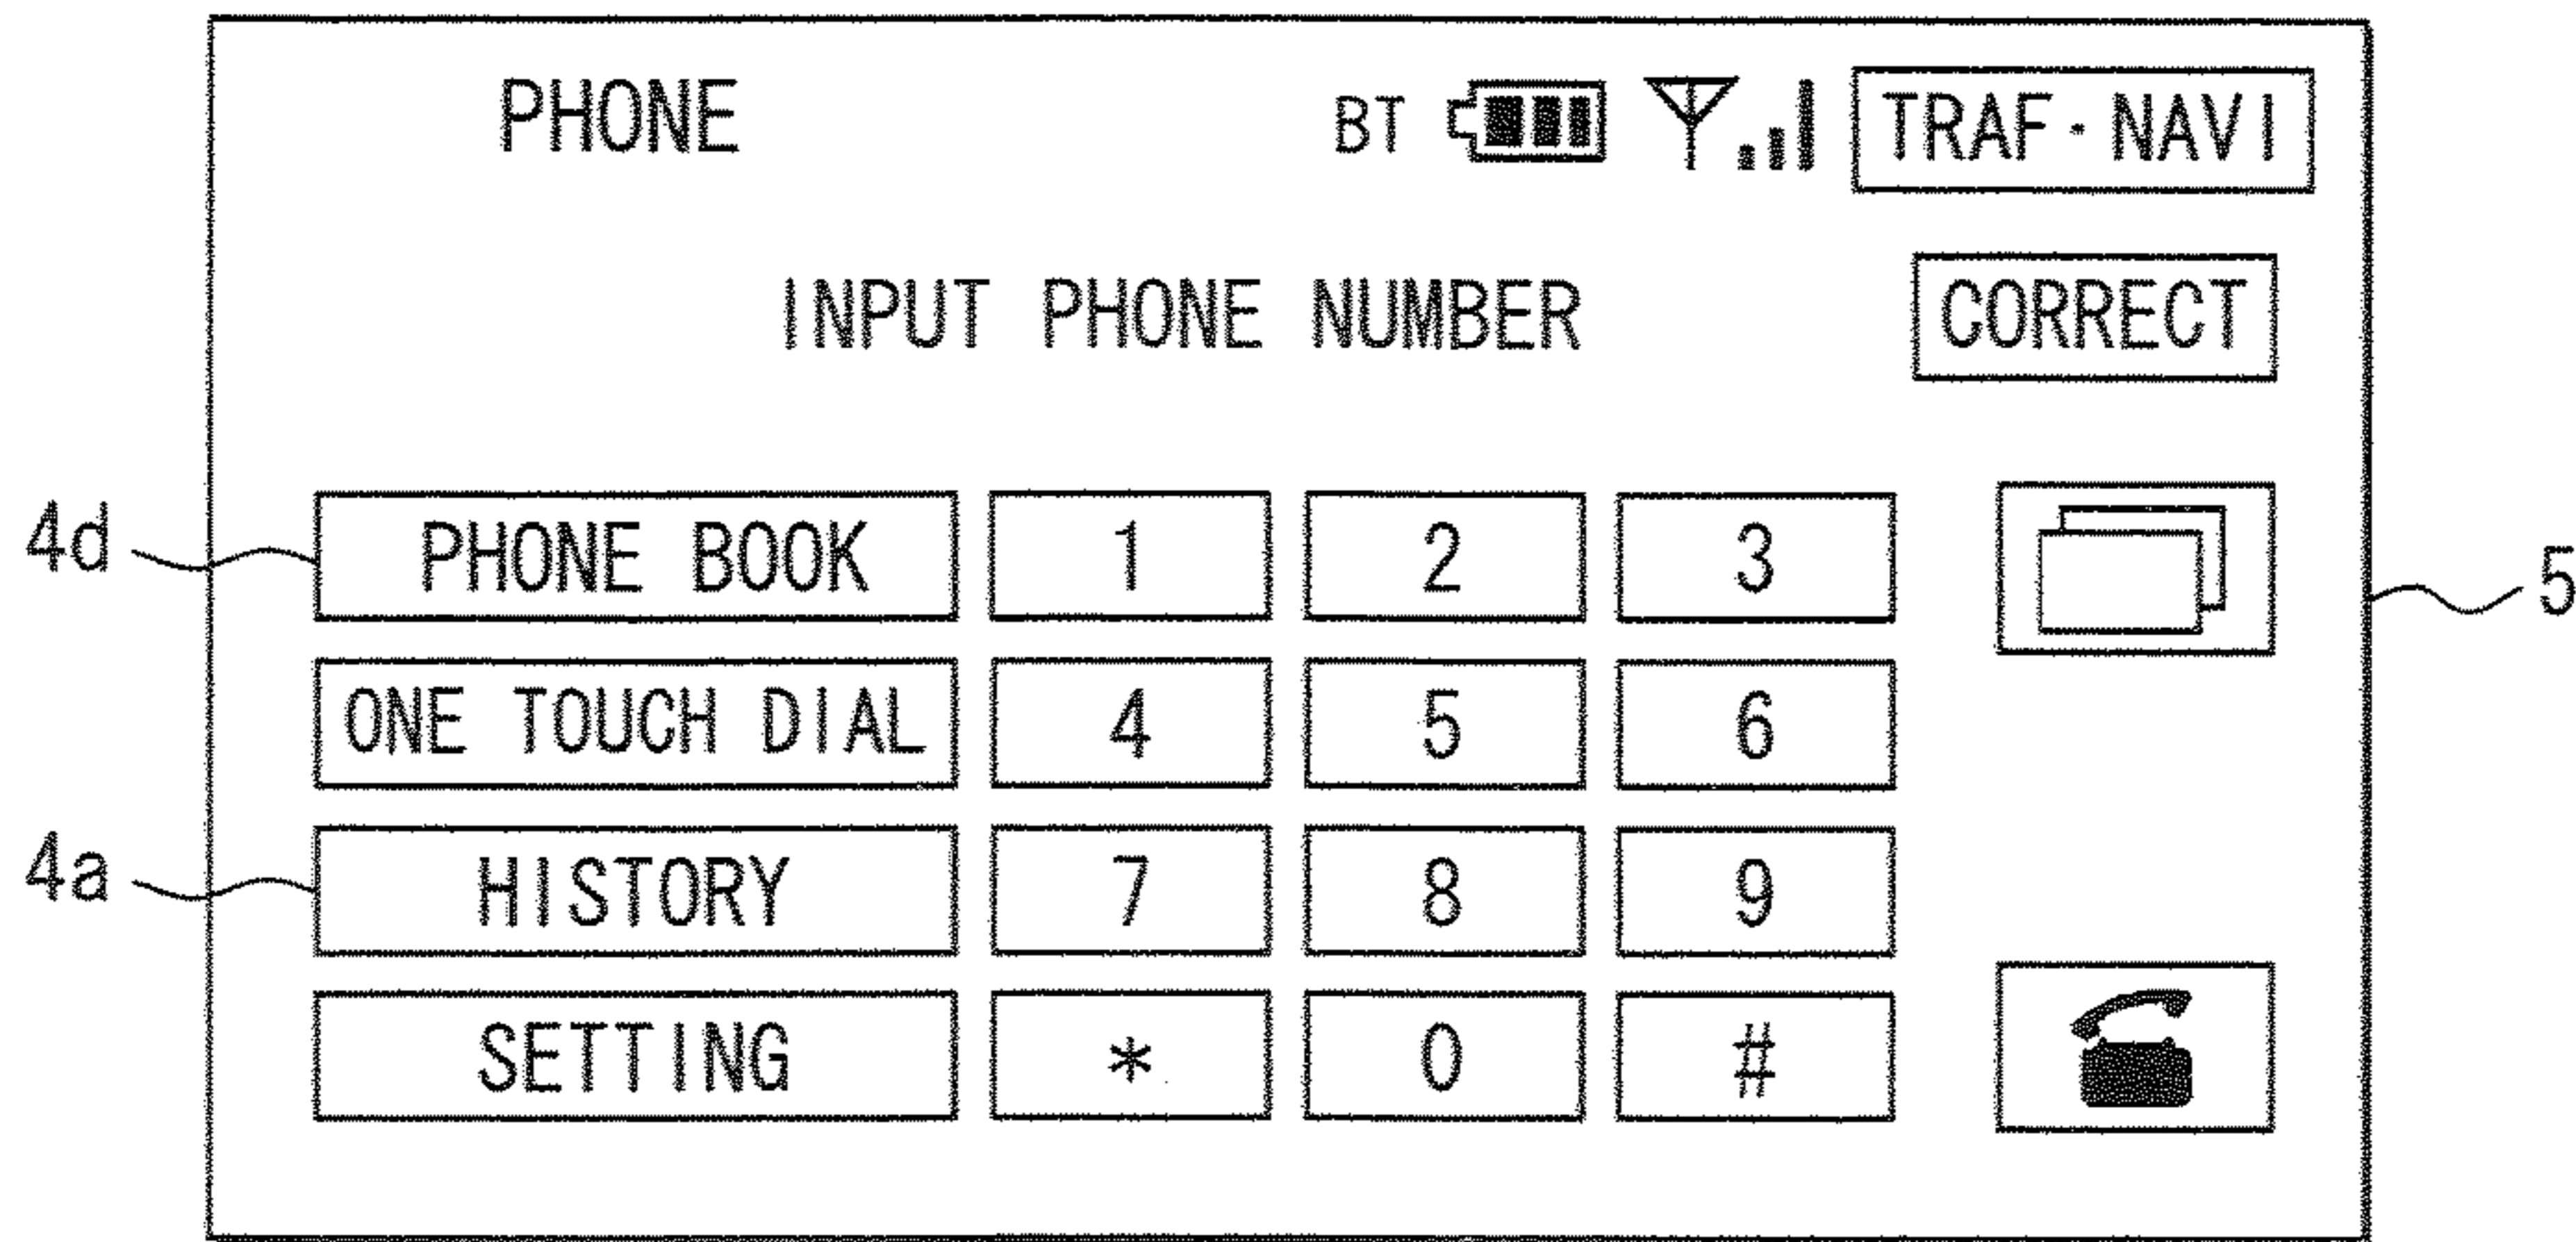 PHONE BT TRAF·NAVI
INPUT PHONE NUMBER CORRECT
4d PHONE BOOK 1 2 3 5
ONE TOUCH DIAL 4 5 6
4a HISTORY 7 8 9
SETTING * 0 #